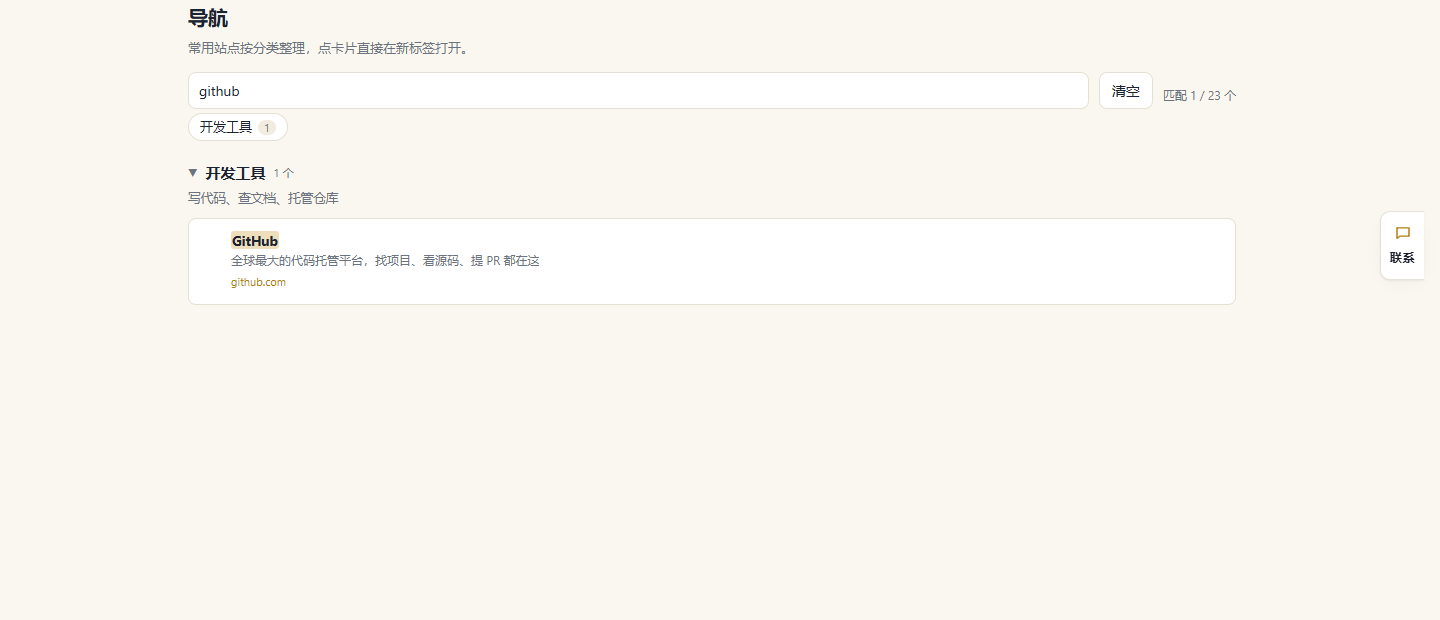 导航
常用站点按分类整理，点卡片直接在新标签打开。
github
清空
匹配 1 / 23 个
开发工具 1
▼ 开发工具 1 个
写代码、查文档、托管仓库
GitHub
全球最大的代码托管平台，找项目、看源码、提 PR 都在这
github.com
联系